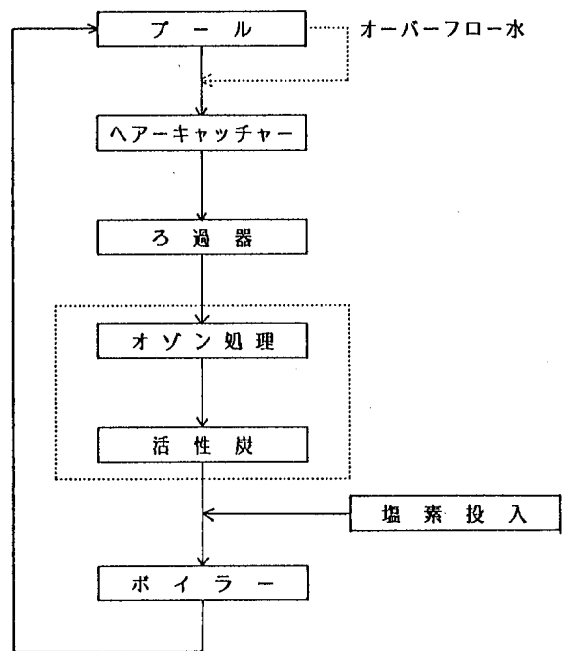 プール
オーバーフロー水
ヘアーキャッチャー
ろ過器
オゾン処理
活性炭
塩素投入
ボイラー